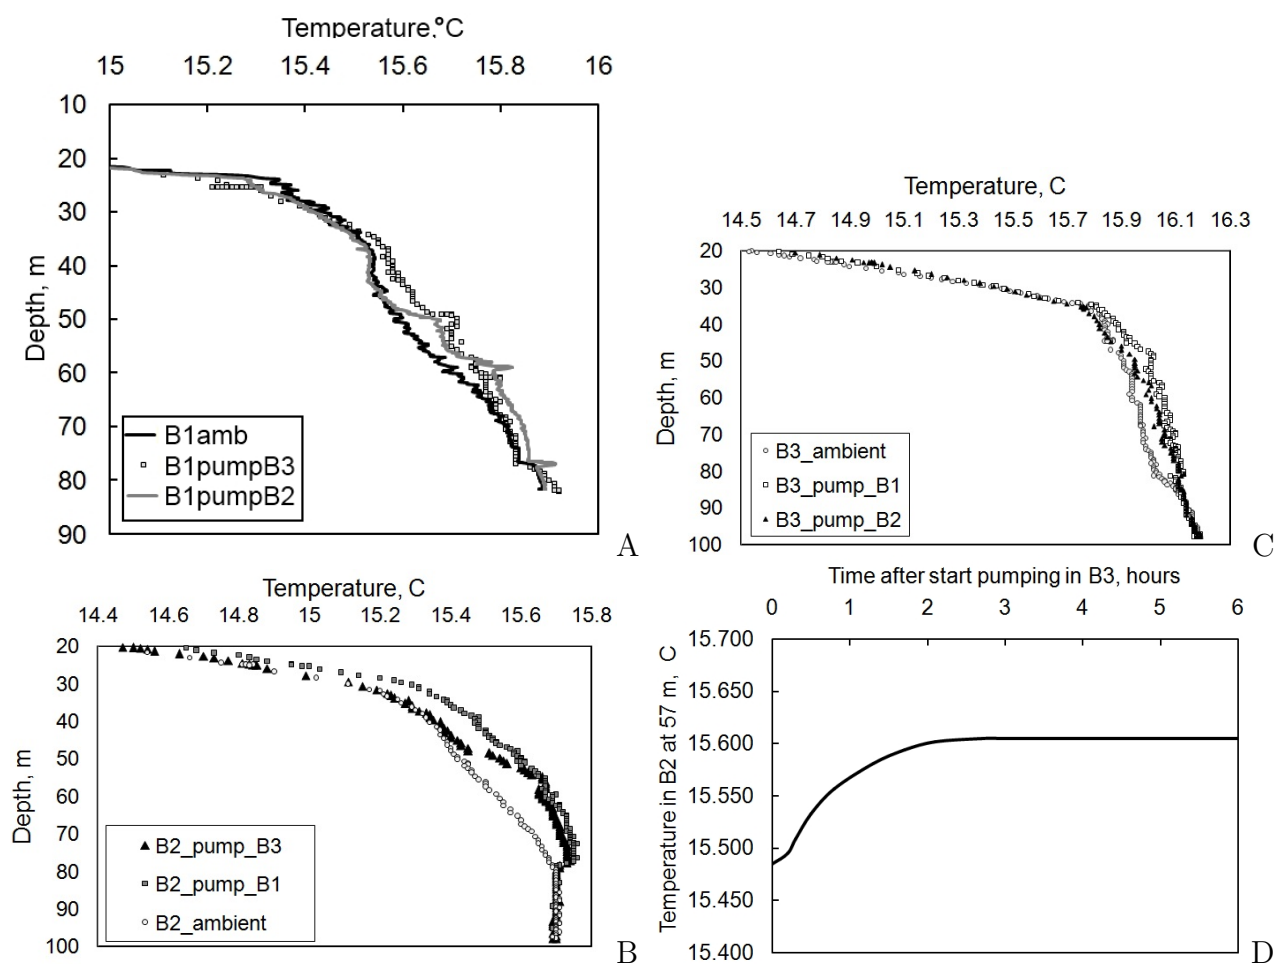 Temperature,°C
15 15.2 15.4 15.6 15.8 16
10
20
30
40
50
60
70
80
90
Depth, m
B1amb
B1pumpB3
B1pumpB2
A
Temperature, C
14.5 14.7 14.9 15.1 15.3 15.5 15.7 15.9 16.1 16.3
20
30
40
50
60
70
80
90
100
Depth, m
B3_ambient
B3_pump_B1
B3_pump_B2
C
Temperature, C
14.4 14.6 14.8 15 15.2 15.4 15.6 15.8
20
30
40
50
60
70
80
90
100
Depth, m
B2_pump_B3
B2_pump_B1
B2_ambient
B
Time after start pumping in B3, hours
0 1 2 3 4 5 6
15.700
15.650
15.600
15.550
15.500
15.450
15.400
Temperature in B2 at 57 m, C
D